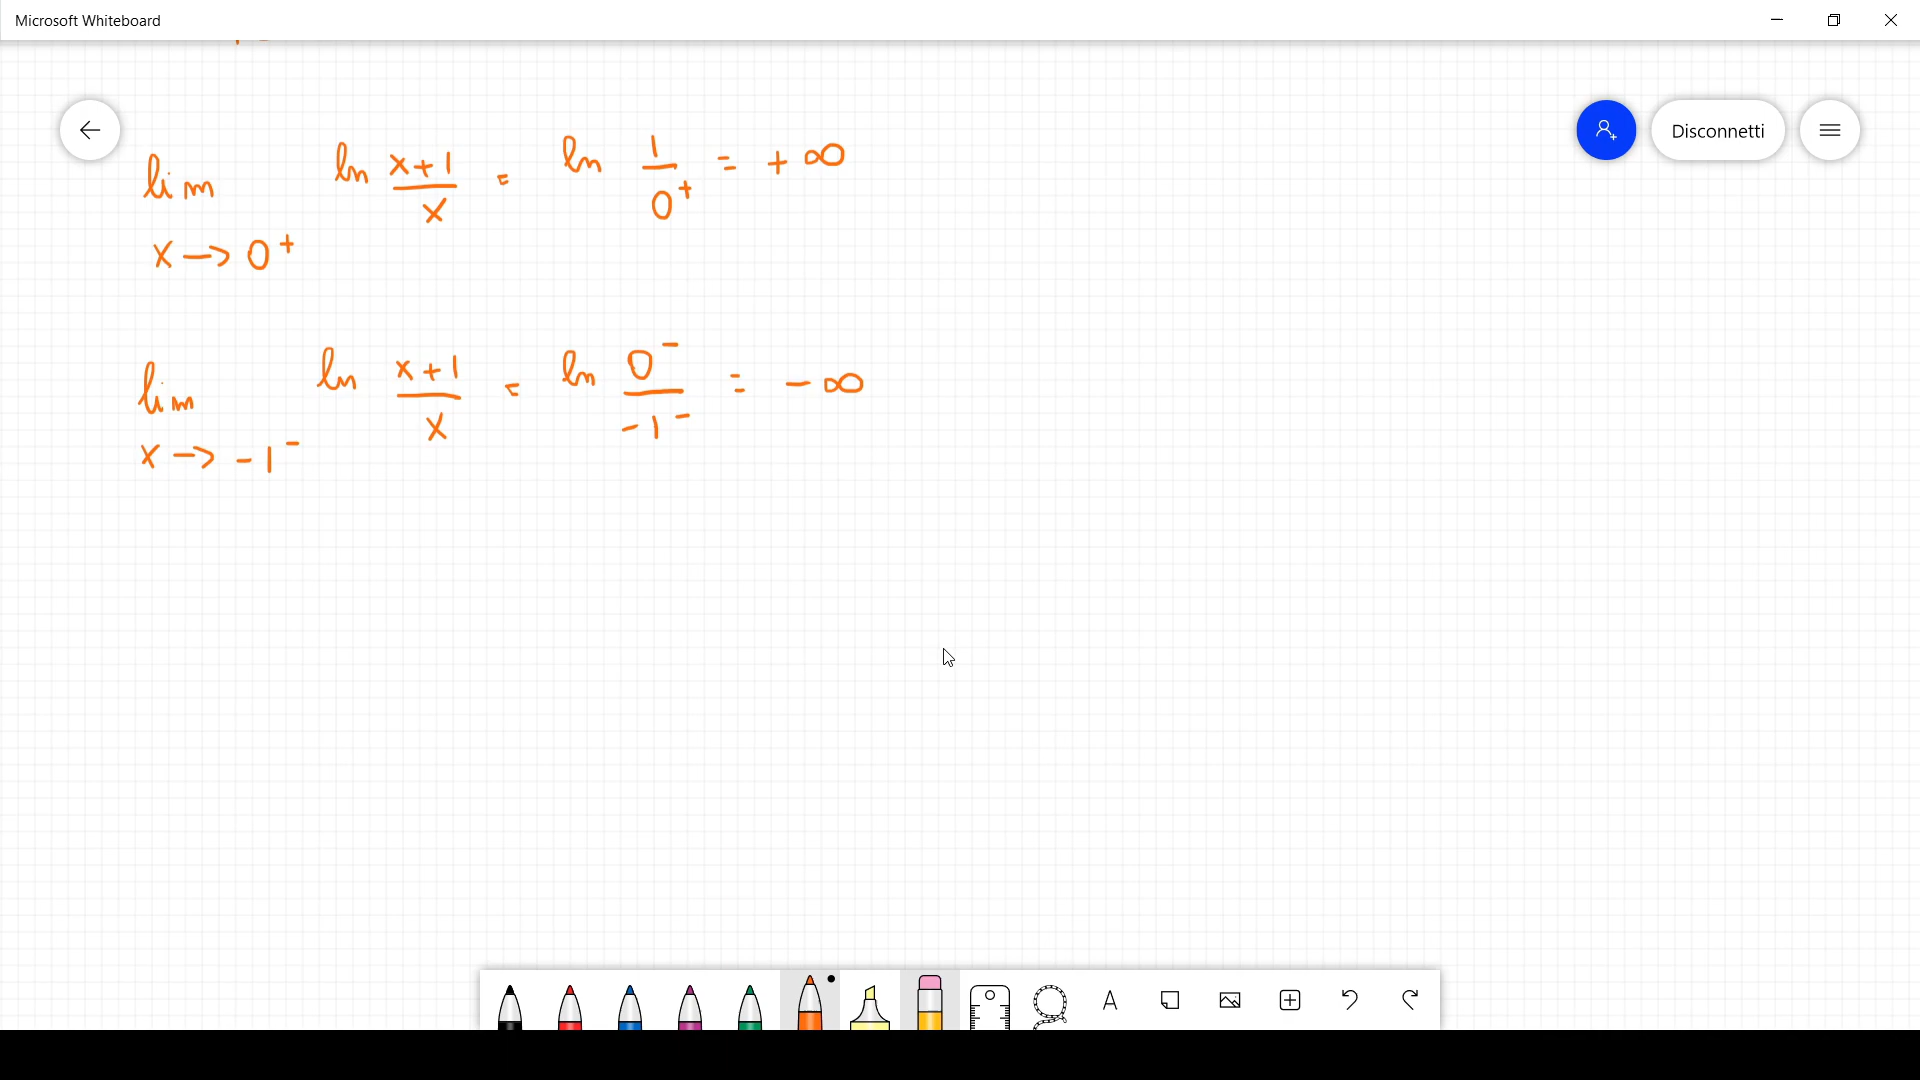 Microsoft Whiteboard
Disconnetti
lim ln x+1/x = ln 1/0⁺ = +∞
x → 0⁺
lim ln x+1/x = ln 0⁻/-1⁻ = -∞
x → -1⁻